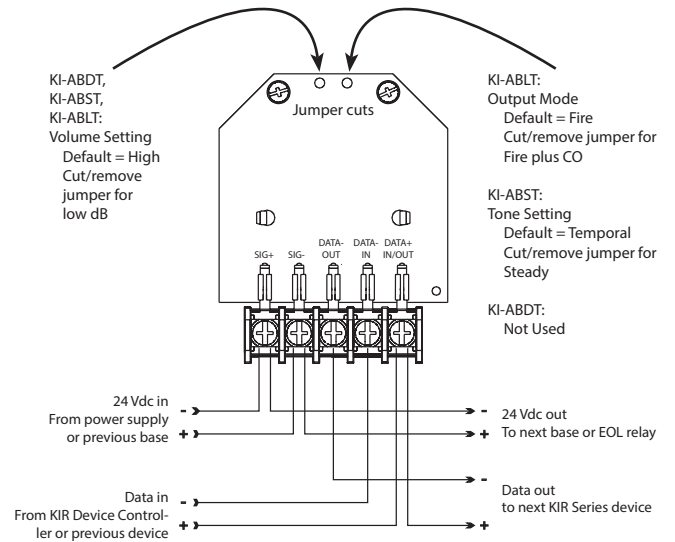 KI-ABDT,
KI-ABST,
KI-ABLT:
Volume Setting
Default = High
Cut/remove
jumper for
low dB
Jumper cuts
KI-ABLT:
Output Mode
Default = Fire
Cut/remove jumper for
Fire plus CO
KI-ABST:
Tone Setting
Default = Temporal
Cut/remove jumper for
Steady
KI-ABDT:
Not Used
SIG+ SIG- DATA- OUT DATA- IN DATA+ IN/OUT
24 Vdc in
From power supply
or previous base
-
+
Data in
From KIR Device Control-
ler or previous device
-
+
- 24 Vdc out
+ To next base or EOL relay
-
Data out
to next KIR Series device
+